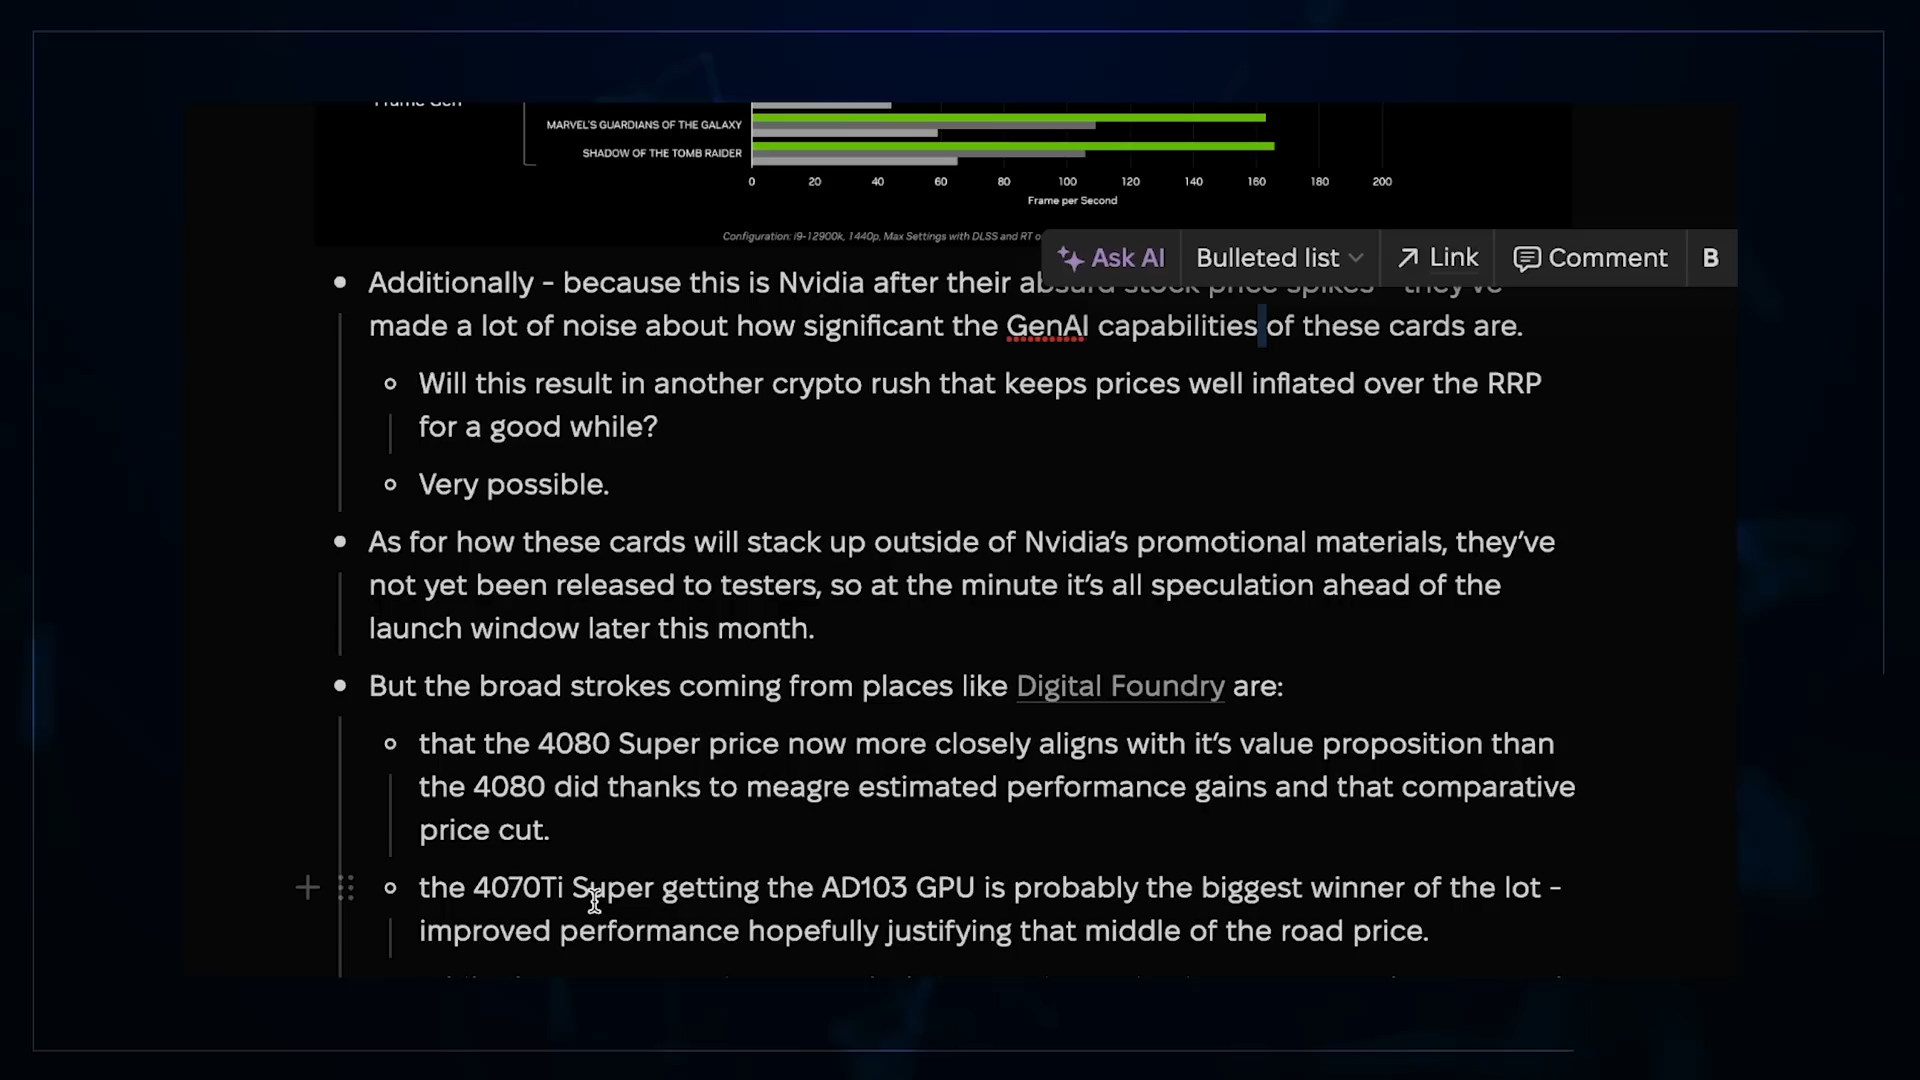 Frame Gen
MARVEL'S GUARDIANS OF THE GALAXY
SHADOW OF THE TOMB RAIDER
0 20 40 60 80 100 120 140 160 180 200
Frame per Second
Configuration: i9-12900k, 1440p, Max Settings with DLSS and RT
Ask AI Bulleted list Link Comment B
Additionally - because this is Nvidia after their absurd stock price spikes - they've
made a lot of noise about how significant the GenAI capabilities of these cards are.
Will this result in another crypto rush that keeps prices well inflated over the RRP
for a good while?
Very possible.
As for how these cards will stack up outside of Nvidia's promotional materials, they've
not yet been released to testers, so at the minute it's all speculation ahead of the
launch window later this month.
But the broad strokes coming from places like Digital Foundry are:
that the 4080 Super price now more closely aligns with it's value proposition than
the 4080 did thanks to meagre estimated performance gains and that comparative
price cut.
the 4070Ti Super getting the AD103 GPU is probably the biggest winner of the lot -
improved performance hopefully justifying that middle of the road price.